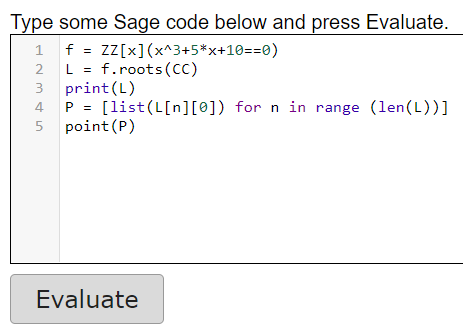 Type some Sage code below and press Evaluate.
1 f = ZZ[x](x^3+5*x+10==0)
2 L = f.roots(CC)
3 print(L)
4 P = [list(L[n][0]) for n in range (len(L))]
5 point(P)
Evaluate